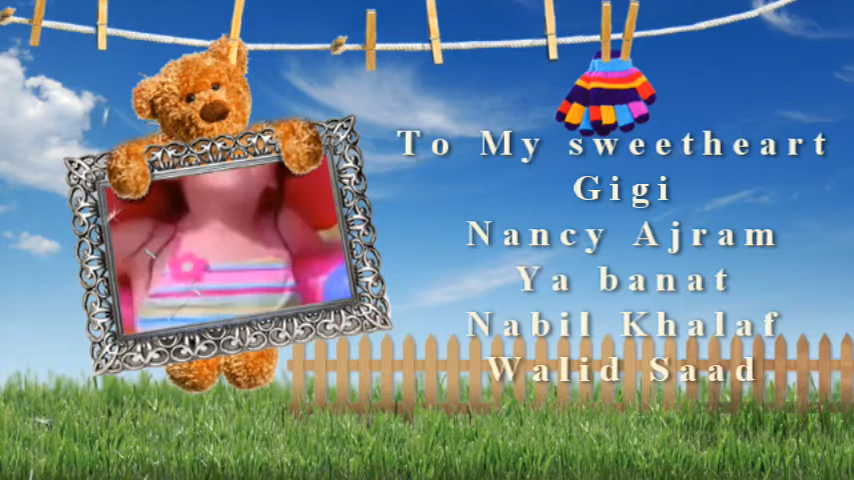 To My sweetheart
Gigi
Nancy Ajram
Ya banat
Nabil Khalaf
Walid Saad